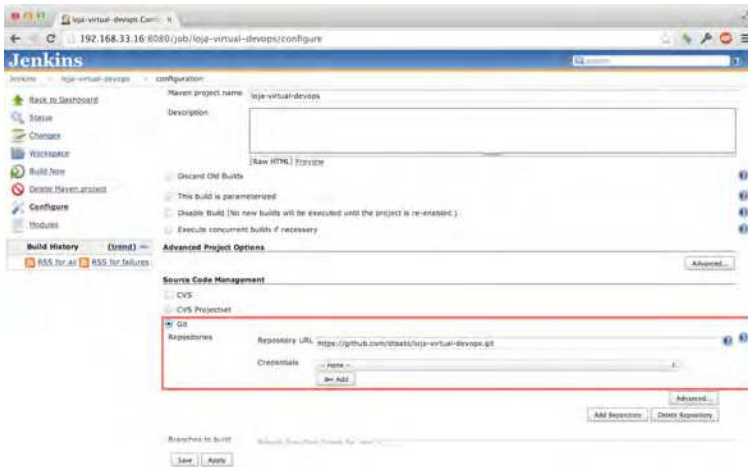 loja-virtual-devops Con
192.168.33.16:8080/job/loja-virtual-devops/configure
Jenkins
search
Jenkins loja-virtual-devops configuration
Back to Dashboard
Status
Changes
Workspace
Build Now
Delete Maven project
Configure
Modules
Build History (trend)
RSS for all RSS for failures
Maven project name loja-virtual-devops
Description
[Raw HTML] Preview
Discard Old Builds
This build is parameterized
Disable Build (No new builds will be executed until the project is re-enabled.)
Execute concurrent builds if necessary
Advanced Project Options
Advanced...
Source Code Management
CVS
CVS Projectset
Git
Repositories
Repository URL https://github.com/dtsato/loja-virtual-devops.git
Credentials - none -
Add
Advanced...
Add Repository Delete Repository
Branches to build
Save Apply